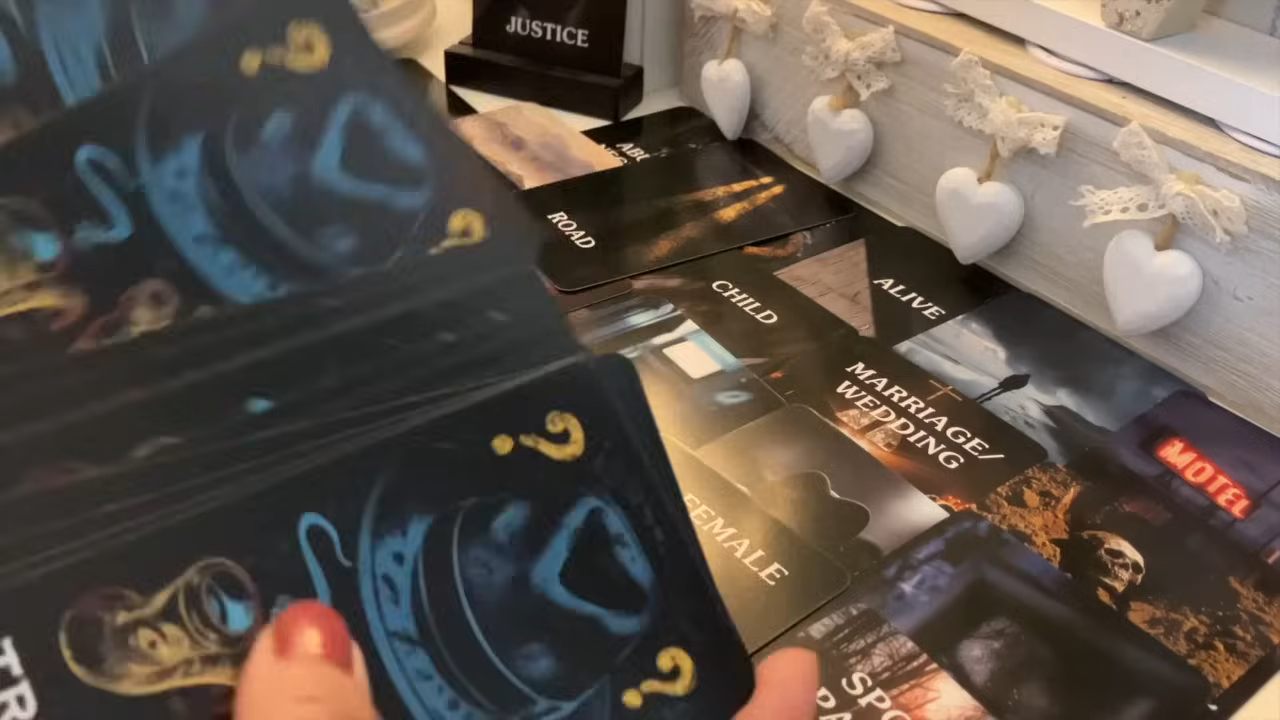 JUSTICE
ROAD
ALIVE
CHILD
MARRIAGE/
WEDDING
MOTEL
FEMALE